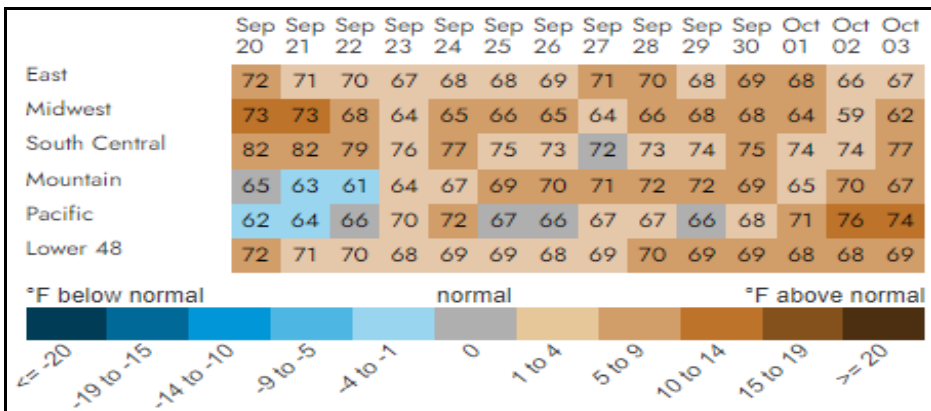 Sep Sep Sep Sep Sep Sep Sep Sep Sep Sep Sep Oct Oct Oct
20 21 22 23 24 25 26 27 28 29 30 01 02 03
East 72 71 70 67 68 68 69 71 70 68 69 68 66 67
Midwest 73 73 68 64 65 66 65 64 66 68 68 64 59 62
South Central 82 82 79 76 77 75 73 72 73 74 75 74 74 77
Mountain 65 63 61 64 67 69 70 71 72 72 69 65 70 67
Pacific 62 64 66 70 72 67 66 67 67 66 68 71 76 74
Lower 48 72 71 70 68 69 69 68 69 70 69 69 68 68 69
°F below normal normal °F above normal
<= -20 -19 to -15 -14 to -10 -9 to -5 -4 to -1 0 1 to 4 5 to 9 10 to 14 15 to 19 >= 20